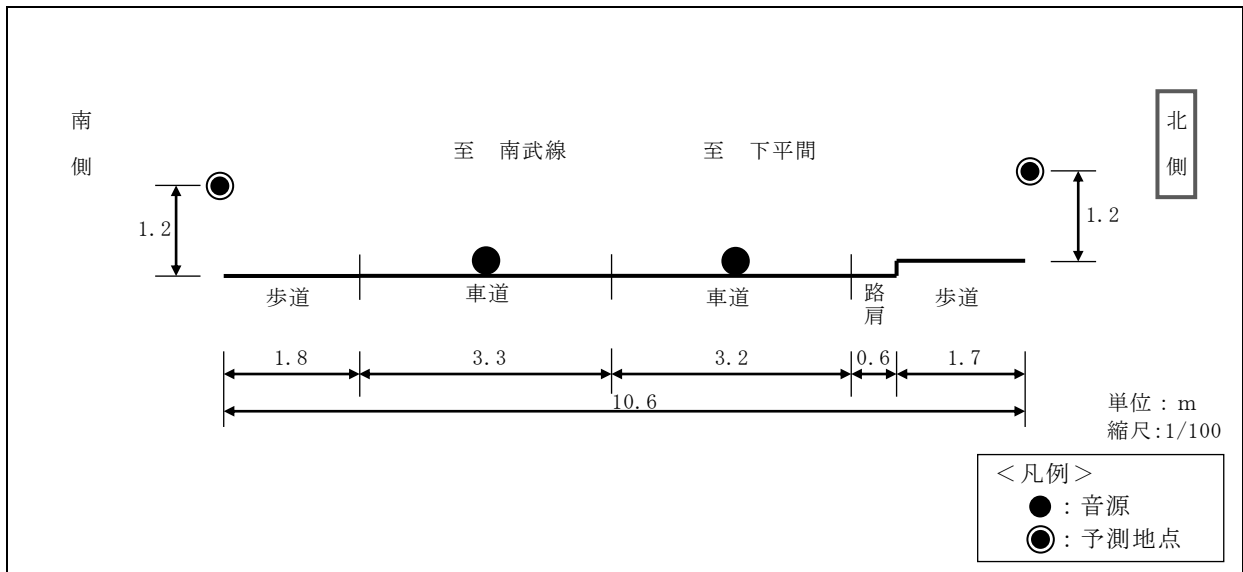 南側
北側
至 南武線
至 下平間
1.2
1.2
歩道
車道
車道
路肩
歩道
1.8
3.3
3.2
0.6
1.7
10.6
単位：m
縮尺:1/100
＜凡例＞
：音源
：予測地点